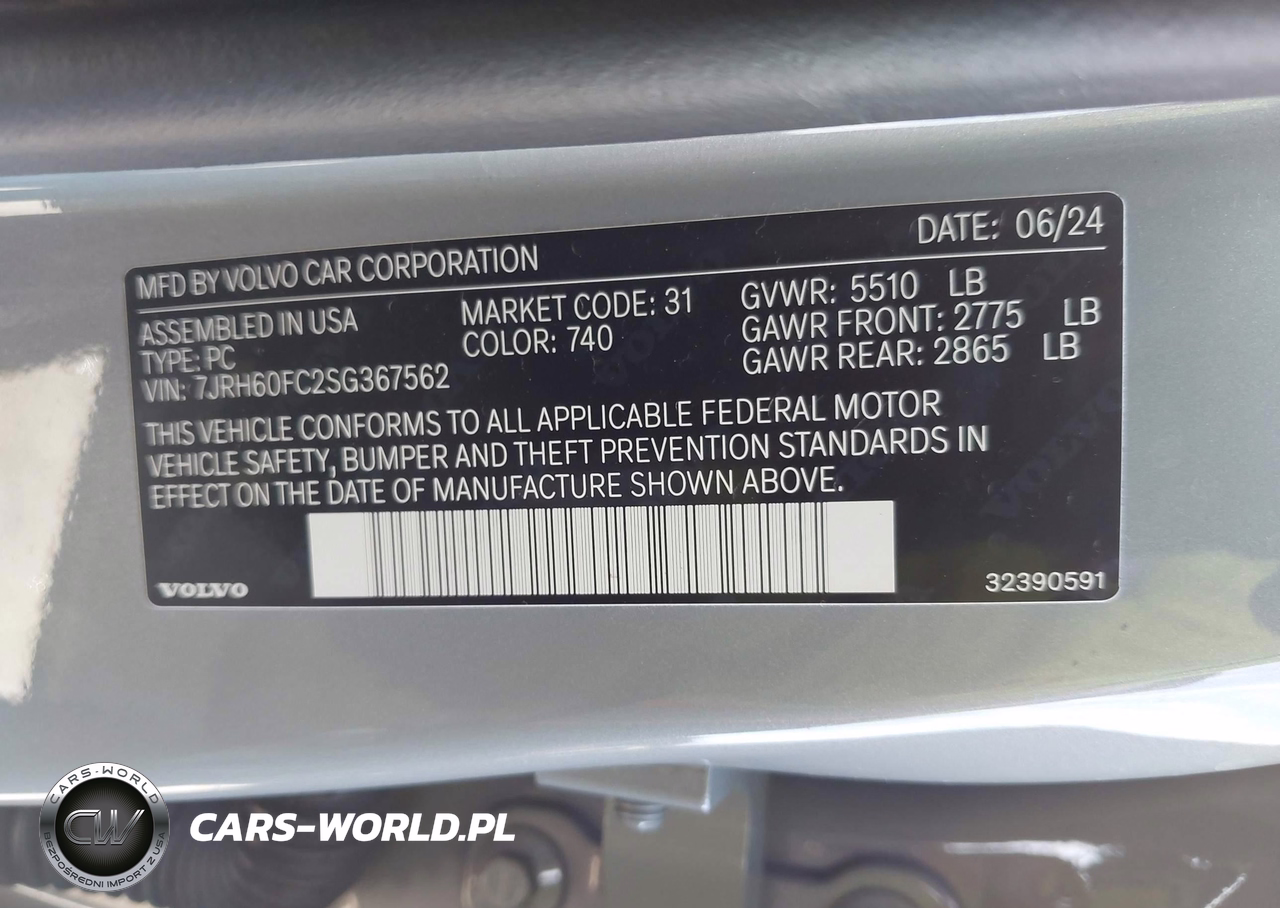 DATE: 06/24
MFD BY VOLVO CAR CORPORATION
ASSEMBLED IN USA
TYPE: PC
VIN: 7JRH60FC2SG367562
MARKET CODE: 31
COLOR: 740
GVWR: 5510 LB
GAWR FRONT: 2775 LB
GAWR REAR: 2865 LB
THIS VEHICLE CONFORMS TO ALL APPLICABLE FEDERAL MOTOR
VEHICLE SAFETY, BUMPER AND THEFT PREVENTION STANDARDS IN
EFFECT ON THE DATE OF MANUFACTURE SHOWN ABOVE.
VOLVO
32390591
CARS-WORLD
CW
BEZPOŚREDNI IMPORT Z USA
CARS-WORLD.PL